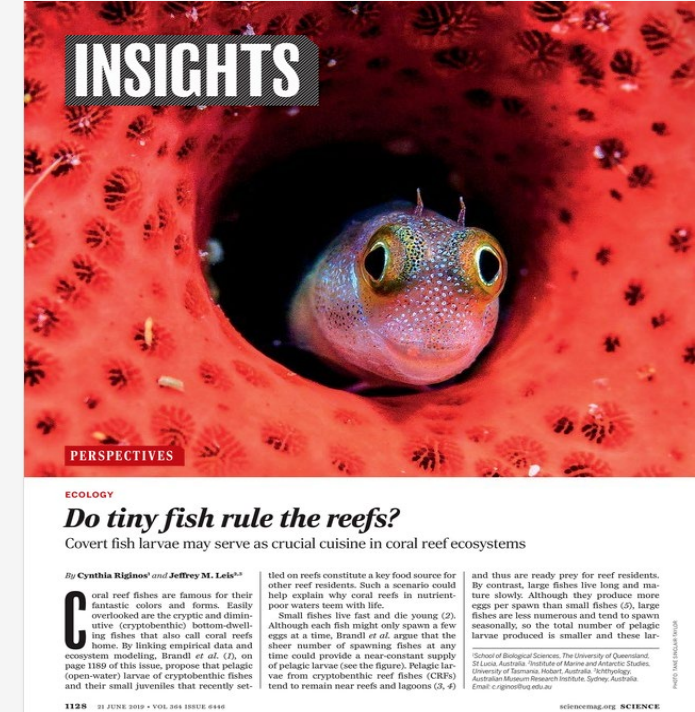 INSIGHTS
PERSPECTIVES
ECOLOGY
Do tiny fish rule the reefs?
Covert fish larvae may serve as crucial cuisine in coral reef ecosystems
By Cynthia Riginos¹ and Jeffrey M. Leis²,³
Coral reef fishes are famous for their
fantastic colors and forms. Easily
overlooked are the cryptic and dimin-
utive (cryptobenthic) bottom-dwell-
ing fishes that also call coral reefs
home. By linking empirical data and
ecosystem modeling, Brandl et al. (1), on
page 1189 of this issue, propose that pelagic
(open-water) larvae of cryptobenthic fishes
and their small juveniles that recently set-
tled on reefs constitute a key food source for
other reef residents. Such a scenario could
help explain why coral reefs in nutrient-
poor waters teem with life.
Small fishes live fast and die young (2).
Although each fish might only spawn a few
eggs at a time, Brandl et al. argue that the
sheer number of spawning fishes at any
time could provide a near-constant supply
of pelagic larvae (see the figure). Pelagic lar-
vae from cryptobenthic reef fishes (CRFs)
tend to remain near reefs and lagoons (3, 4)
and thus are ready prey for reef residents.
By contrast, large fishes live long and ma-
ture slowly. Although they produce more
eggs per spawn than small fishes (5), large
fishes are less numerous and tend to spawn
seasonally, so the total number of pelagic
larvae produced is smaller and these lar-
¹School of Biological Sciences, The University of Queensland,
St Lucia, Australia. ²Institute of Marine and Antarctic Studies,
University of Tasmania, Hobart, Australia. ³Ichthyology,
Australian Museum Research Institute, Sydney, Australia.
Email: c.riginos@uq.edu.au
PHOTO: TANE SINCLAIR-TAYLOR
1128 21 JUNE 2019 • VOL 364 ISSUE 6446
sciencemag.org SCIENCE